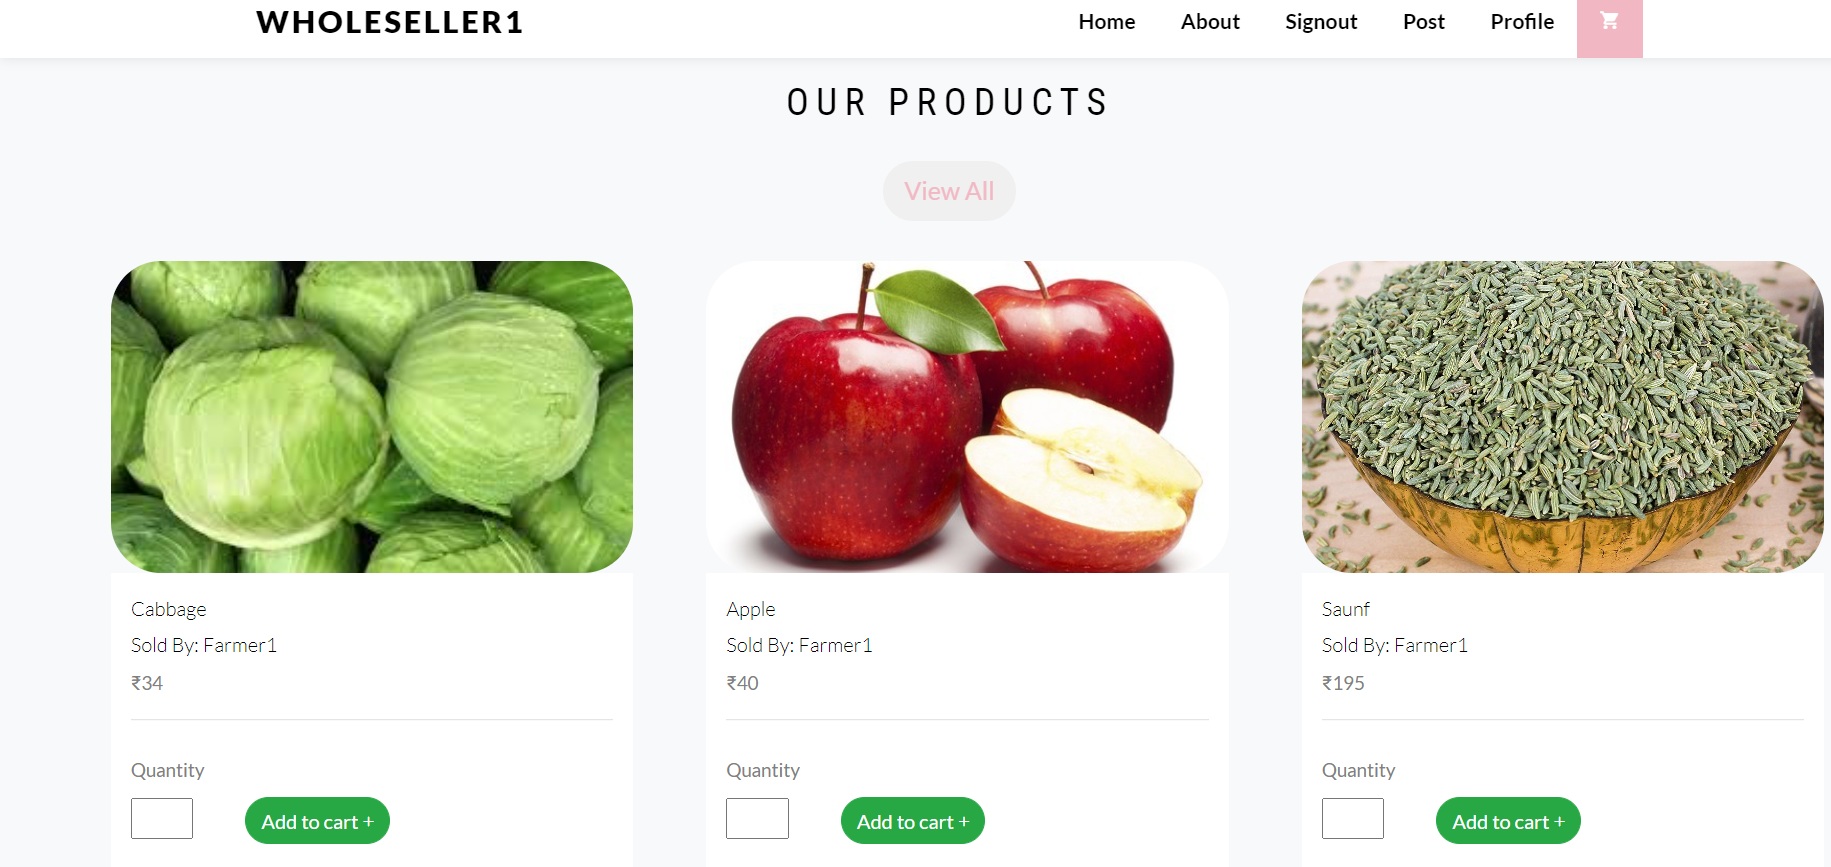 WHOLESELLER1
Home About Signout Post Profile
OUR PRODUCTS
View All
Cabbage
Sold By: Farmer1
₹34
Quantity
Add to cart +
Apple
Sold By: Farmer1
₹40
Quantity
Add to cart +
Saunf
Sold By: Farmer1
₹195
Quantity
Add to cart +